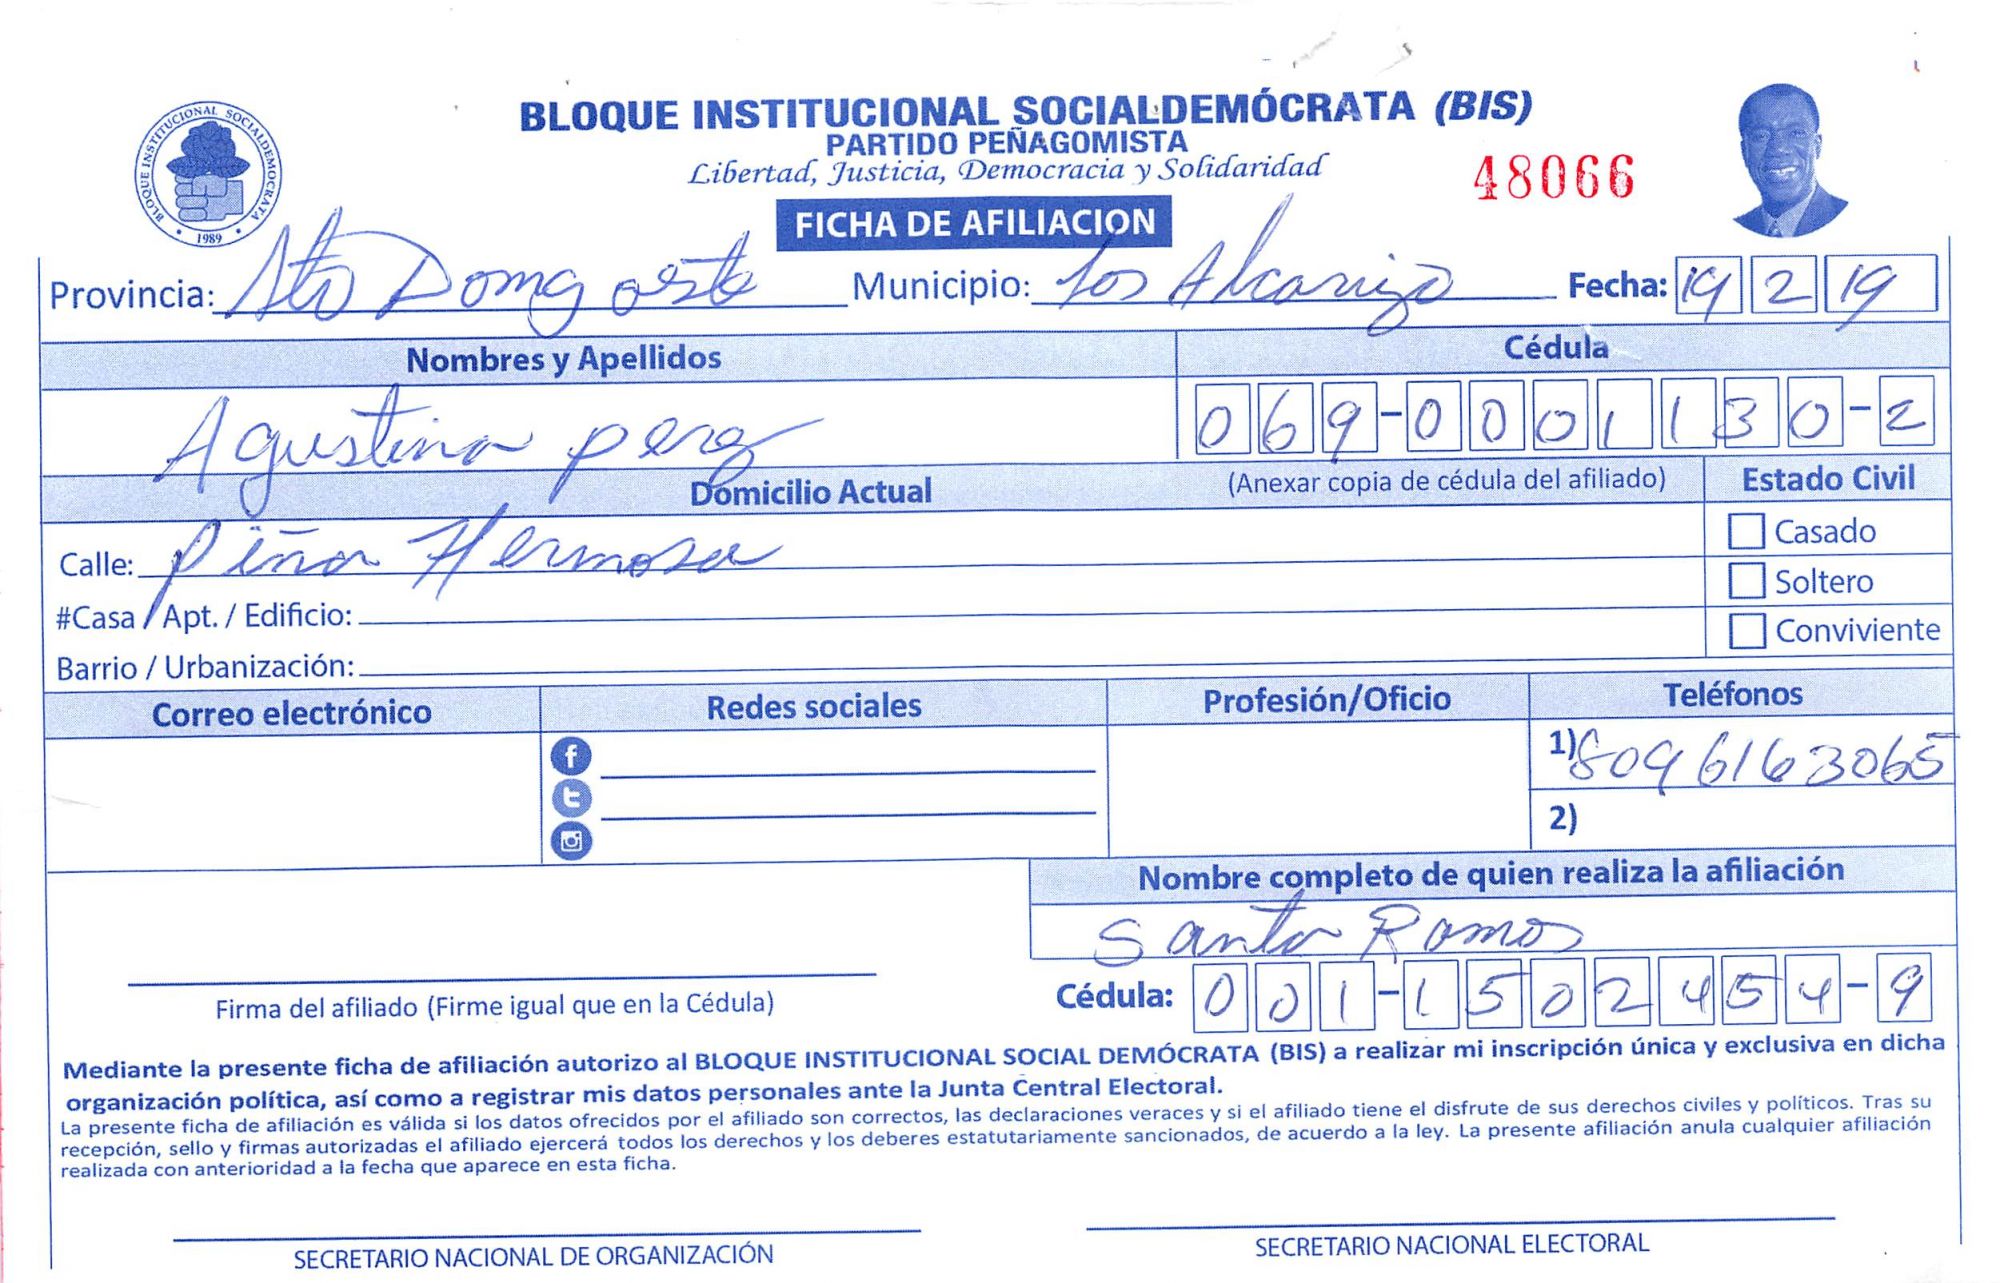 BLOQUE INSTITUCIONAL SOCIALDEMOCRATA
1989
BLOQUE INSTITUCIONAL SOCIALDEMÓCRATA (BIS)
PARTIDO PEÑAGOMISTA
Libertad, Justicia, Democracia y Solidaridad
48066
FICHA DE AFILIACION
Provincia: Sto Domg oeste Municipio: Los Alcarrizo Fecha: 19 2 19
Nombres y Apellidos Cédula
Agustina perez 069-0001130-2
Domicilio Actual (Anexar copia de cédula del afiliado) Estado Civil
Calle: Piña Hermosa Casado
#Casa / Apt. / Edificio: Soltero
Barrio / Urbanización: Conviviente
Correo electrónico Redes sociales Profesión/Oficio Teléfonos
1) 8096163065
2)
Nombre completo de quien realiza la afiliación
Santa Ramos
Firma del afiliado (Firme igual que en la Cédula) Cédula: 001-1502454-9
Mediante la presente ficha de afiliación autorizo al BLOQUE INSTITUCIONAL SOCIAL DEMÓCRATA (BIS) a realizar mi inscripción única y exclusiva en dicha
organización política, así como a registrar mis datos personales ante la Junta Central Electoral.
La presente ficha de afiliación es válida si los datos ofrecidos por el afiliado son correctos, las declaraciones veraces y si el afiliado tiene el disfrute de sus derechos civiles y políticos. Tras su
recepción, sello y firmas autorizadas el afiliado ejercerá todos los derechos y los deberes estatutariamente sancionados, de acuerdo a la ley. La presente afiliación anula cualquier afiliación
realizada con anterioridad a la fecha que aparece en esta ficha.
SECRETARIO NACIONAL DE ORGANIZACIÓN SECRETARIO NACIONAL ELECTORAL